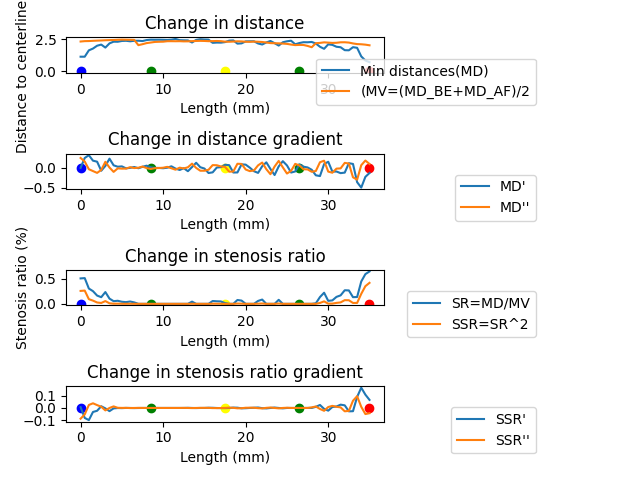 Change in distance
Distance to centerline
2.5
0.0
0
10
20
30
Length (mm)
Min distances(MD)
(MV=(MD_BE+MD_AF)/2
Change in distance gradient
0.0
−0.5
0
10
20
30
Length (mm)
MD'
MD''
Change in stenosis ratio
Stenosis ratio (%)
0.5
0.0
0
10
20
30
Length (mm)
SR=MD/MV
SSR=SR^2
Change in stenosis ratio gradient
0.1
0.0
−0.1
0
10
20
30
Length (mm)
SSR'
SSR''